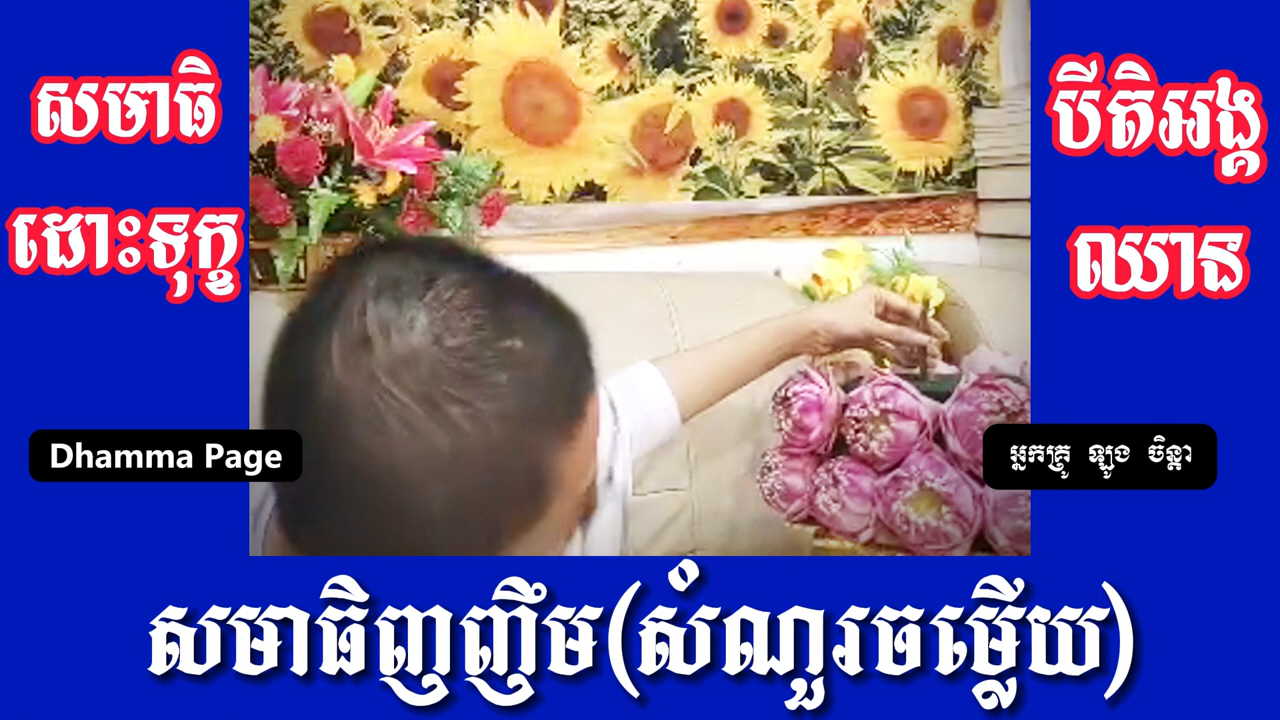 សមាធិ
ដោះទុក្ខ
បីតិអង្គ
ឈាន
Dhamma Page
អ្នកគ្រូ ឡុង ចិន្តា
សមាធិញញឹម(សំណួរចម្លើយ)